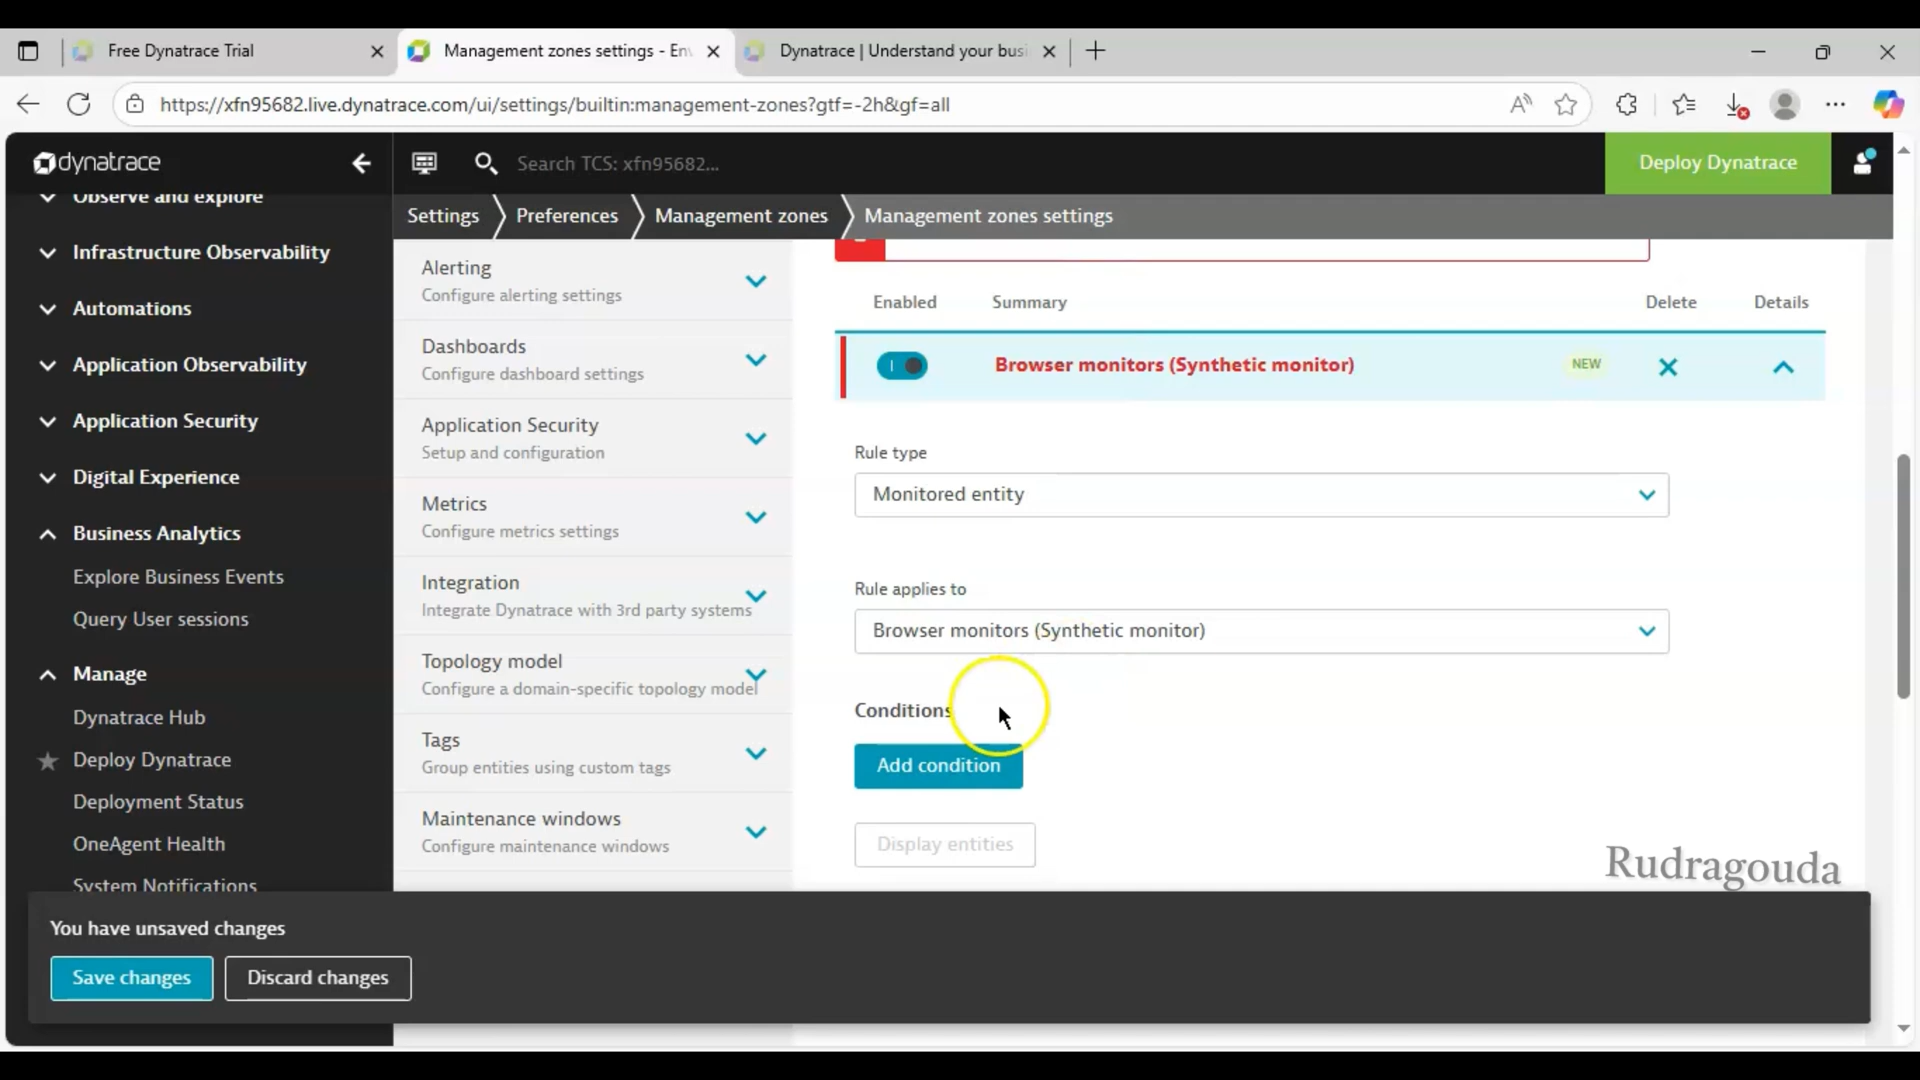 Free Dynatrace Trial
Management zones settings - Env
Dynatrace | Understand your busi
https://xfn95682.live.dynatrace.com/ui/settings/builtin:management-zones?gtf=-2h&gf=all
dynatrace
Search TCS: xfn95682...
Deploy Dynatrace
Settings
Preferences
Management zones
Management zones settings
Observe and explore
Infrastructure Observability
Automations
Application Observability
Application Security
Digital Experience
Business Analytics
Explore Business Events
Query User sessions
Manage
Dynatrace Hub
Deploy Dynatrace
Deployment Status
OneAgent Health
System Notifications
Alerting
Configure alerting settings
Dashboards
Configure dashboard settings
Application Security
Setup and configuration
Metrics
Configure metrics settings
Integration
Integrate Dynatrace with 3rd party systems
Topology model
Configure a domain-specific topology model
Tags
Group entities using custom tags
Maintenance windows
Configure maintenance windows
Enabled
Summary
Delete
Details
Browser monitors (Synthetic monitor)
NEW
Rule type
Monitored entity
Rule applies to
Browser monitors (Synthetic monitor)
Conditions
Add condition
Display entities
Rudragouda
You have unsaved changes
Save changes
Discard changes